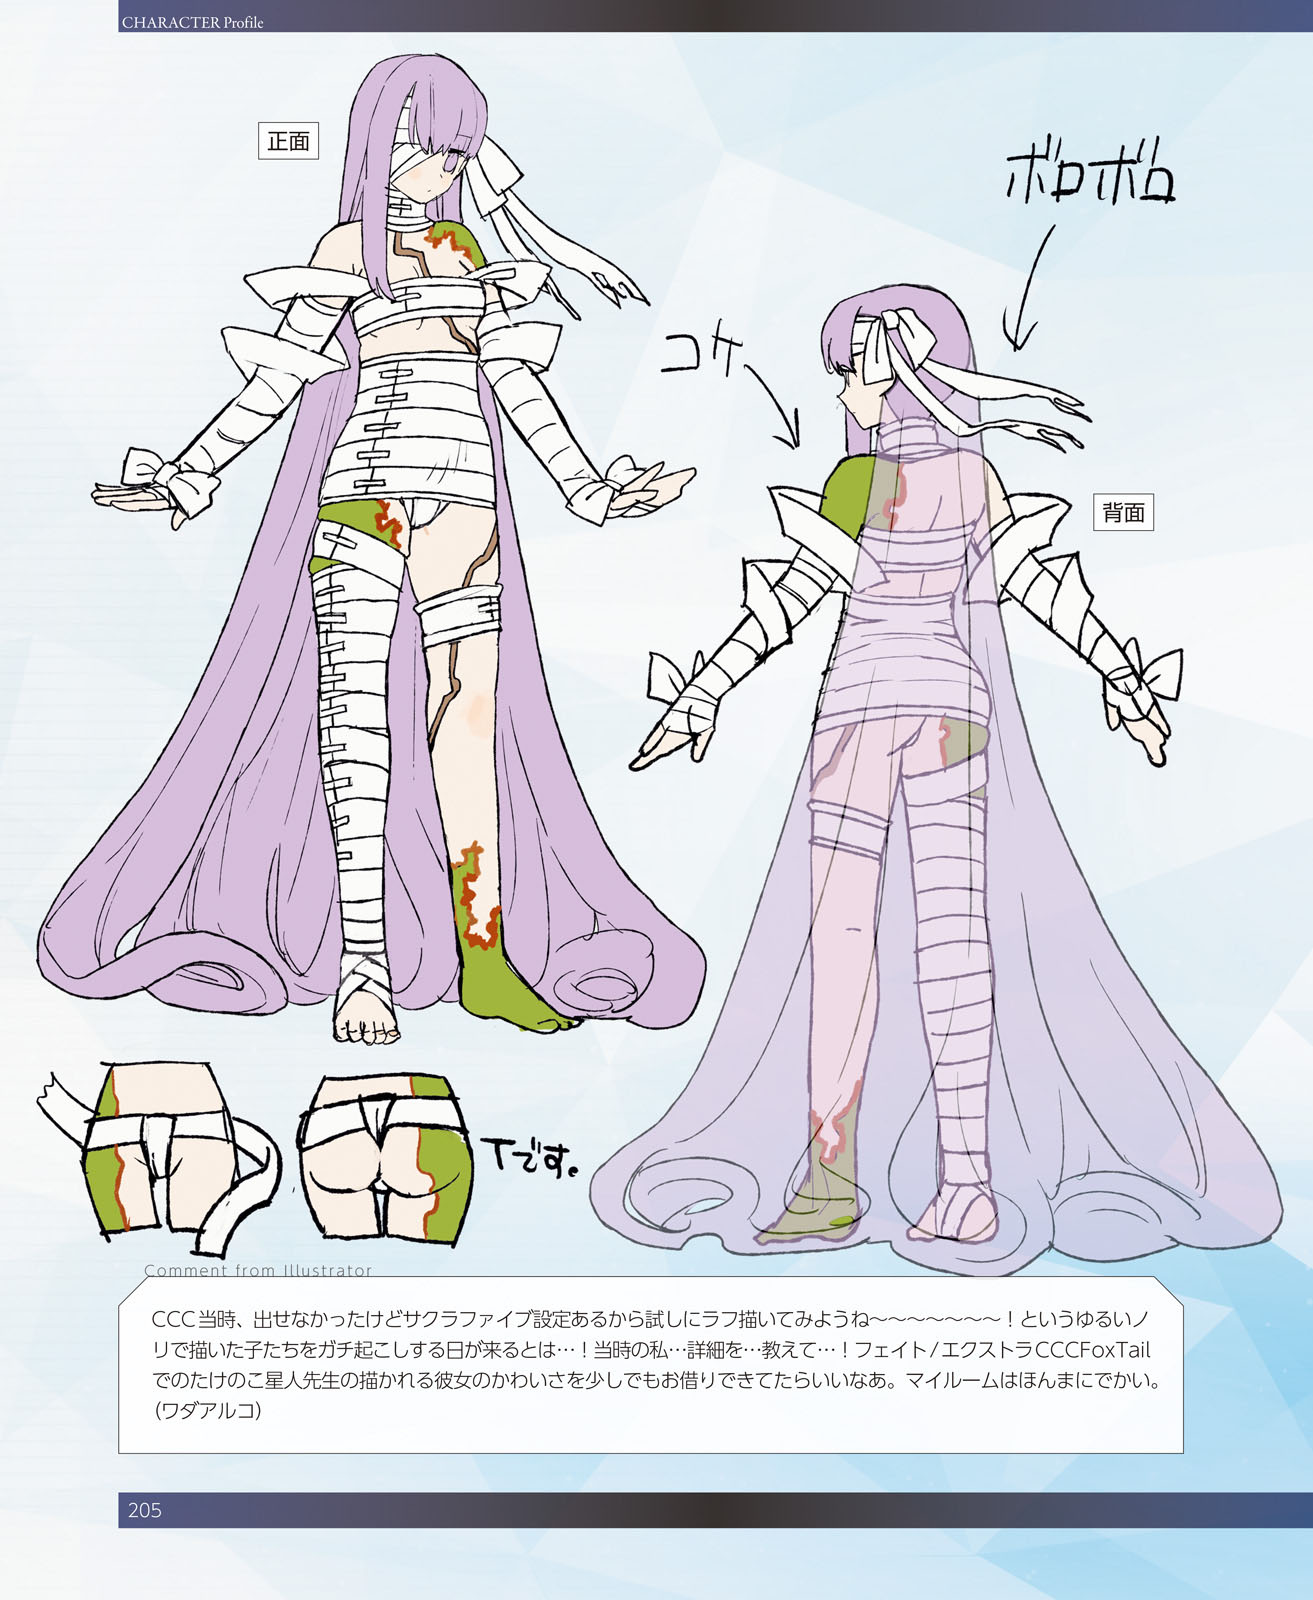 CHARACTER Profile
正面
ボロボロ
コケ
背面
Tです。
Comment from Illustrator
CCC当時、出せなかったけどサクラファイブ設定あるから試しにラフ描いてみようね～～～～～～～！というゆるいノ
リで描いた子たちをガチ起こしする日が来るとは…！当時の私…詳細を…教えて…！フェイト/エクストラCCCFoxTail
でのたけのこ星人先生の描かれる彼女のかわいさを少しでもお借りできてたらいいなあ。マイルームはほんまにでかい。
（ワダアルコ）
205